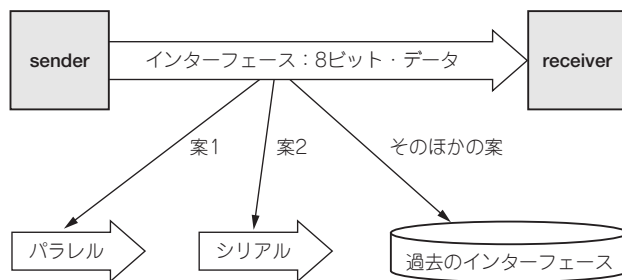 sender
インターフェース：8ビット・データ
receiver
案1
案2
そのほかの案
パラレル
シリアル
過去のインターフェース